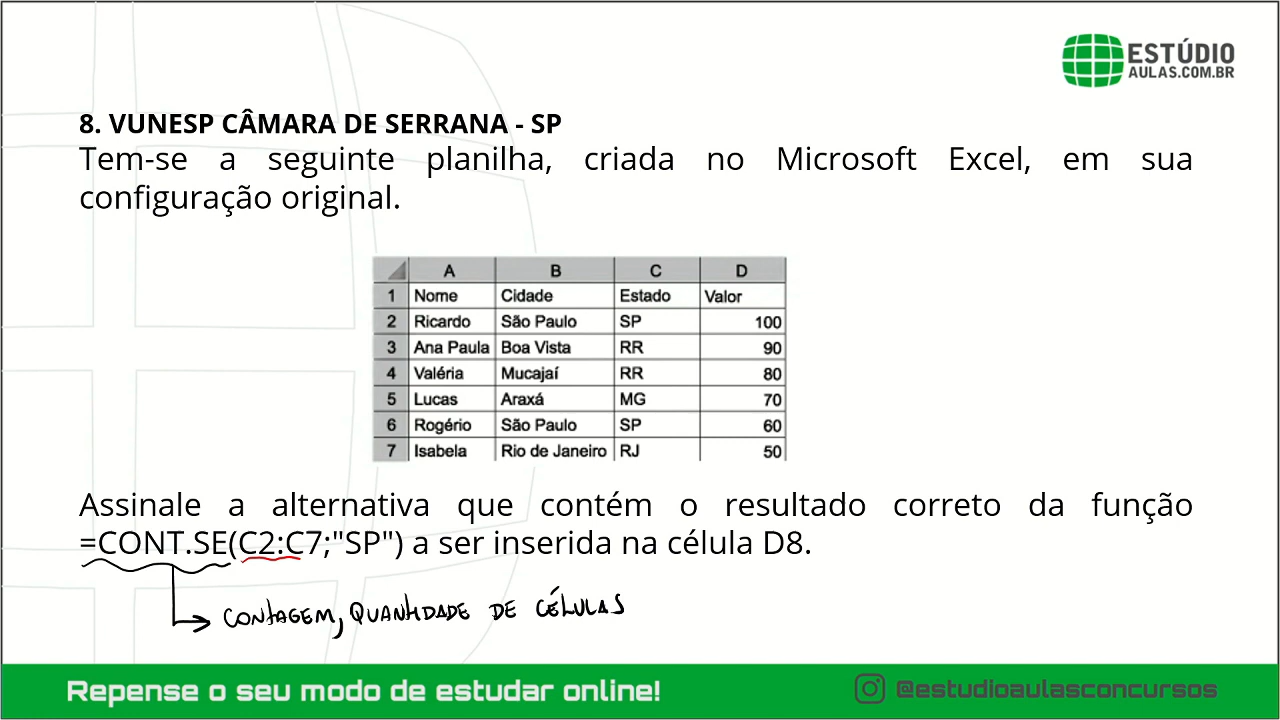 ESTÚDIO
AULAS.COM.BR
8. VUNESP CÂMARA DE SERRANA - SP
Tem-se a seguinte planilha, criada no Microsoft Excel, em sua
configuração original.
A B C D
1 Nome Cidade Estado Valor
2 Ricardo São Paulo SP 100
3 Ana Paula Boa Vista RR 90
4 Valéria Mucajaí RR 80
5 Lucas Araxá MG 70
6 Rogério São Paulo SP 60
7 Isabela Rio de Janeiro RJ 50
Assinale a alternativa que contém o resultado correto da função
=CONT.SE(C2:C7;"SP") a ser inserida na célula D8.
CONTAGEM, QUANTIDADE DE CÉLULAS
Repense o seu modo de estudar online!
@estudioaulasconcursos